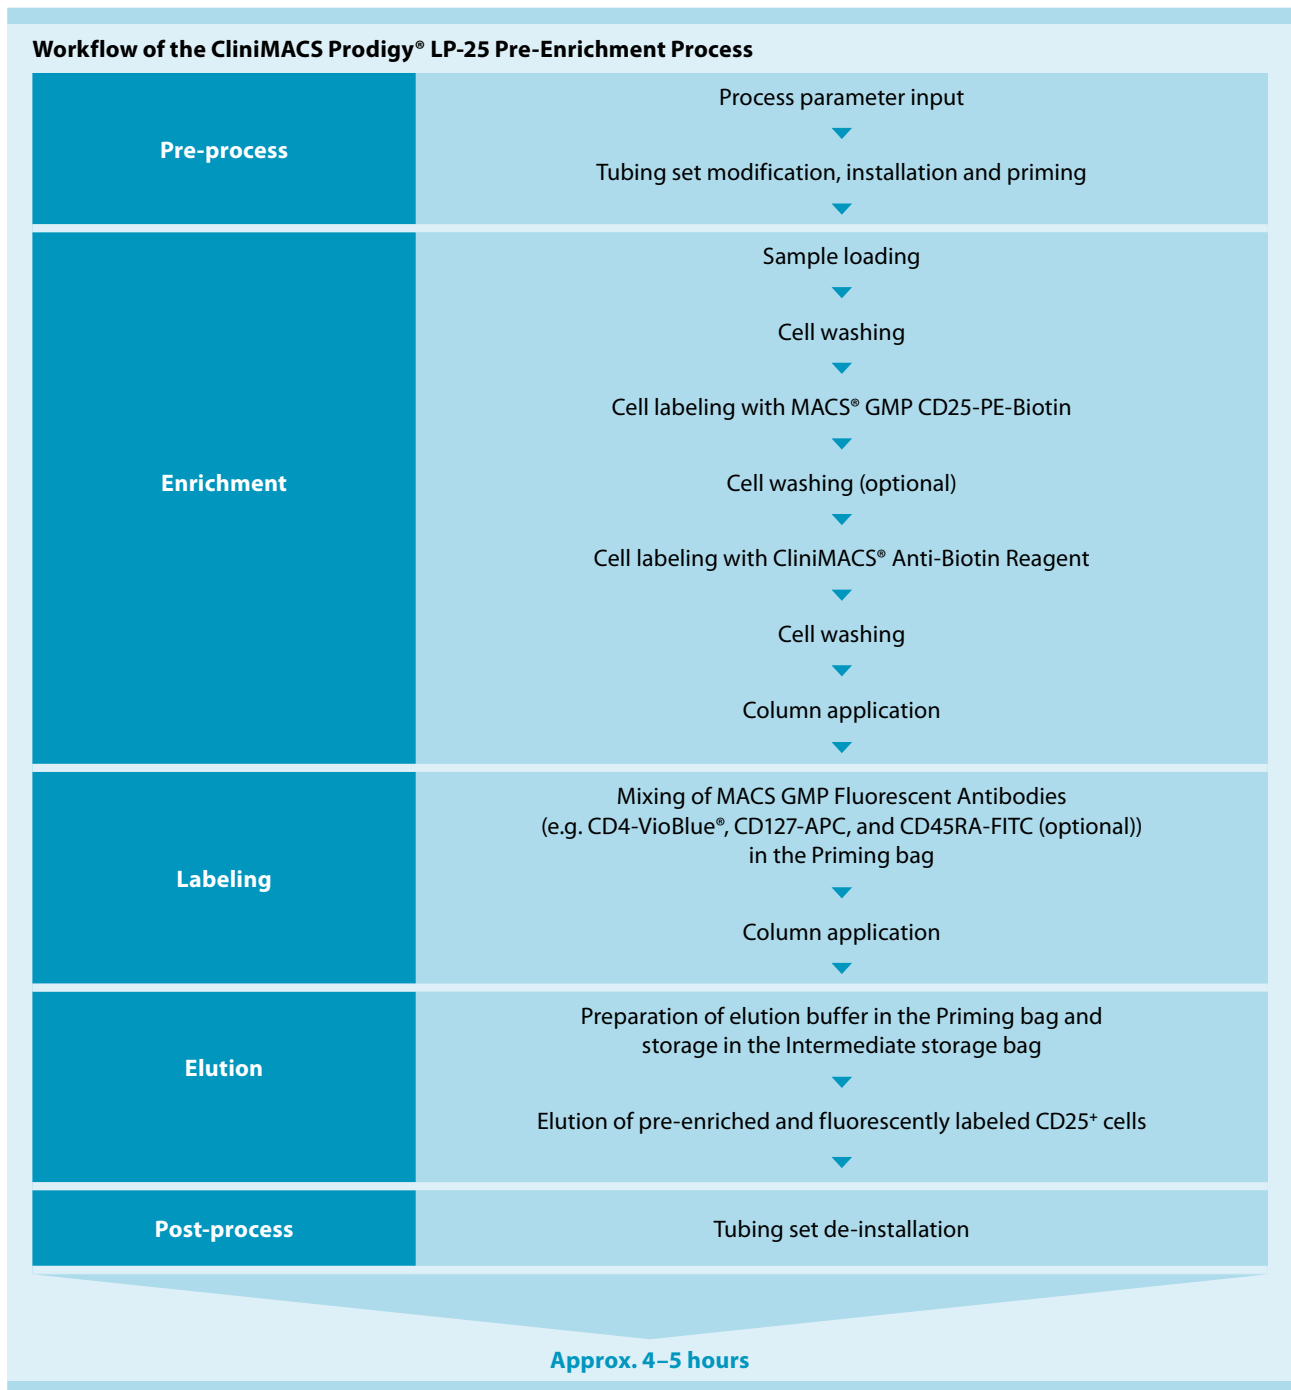 Workflow of the CliniMACS Prodigy® LP-25 Pre-Enrichment Process
Pre-process
Process parameter input
Tubing set modification, installation and priming
Enrichment
Sample loading
Cell washing
Cell labeling with MACS® GMP CD25-PE-Biotin
Cell washing (optional)
Cell labeling with CliniMACS® Anti-Biotin Reagent
Cell washing
Column application
Labeling
Mixing of MACS GMP Fluorescent Antibodies
(e.g. CD4-VioBlue®, CD127-APC, and CD45RA-FITC (optional))
in the Priming bag
Column application
Elution
Preparation of elution buffer in the Priming bag and
storage in the Intermediate storage bag
Elution of pre-enriched and fluorescently labeled CD25⁺ cells
Post-process
Tubing set de-installation
Approx. 4–5 hours